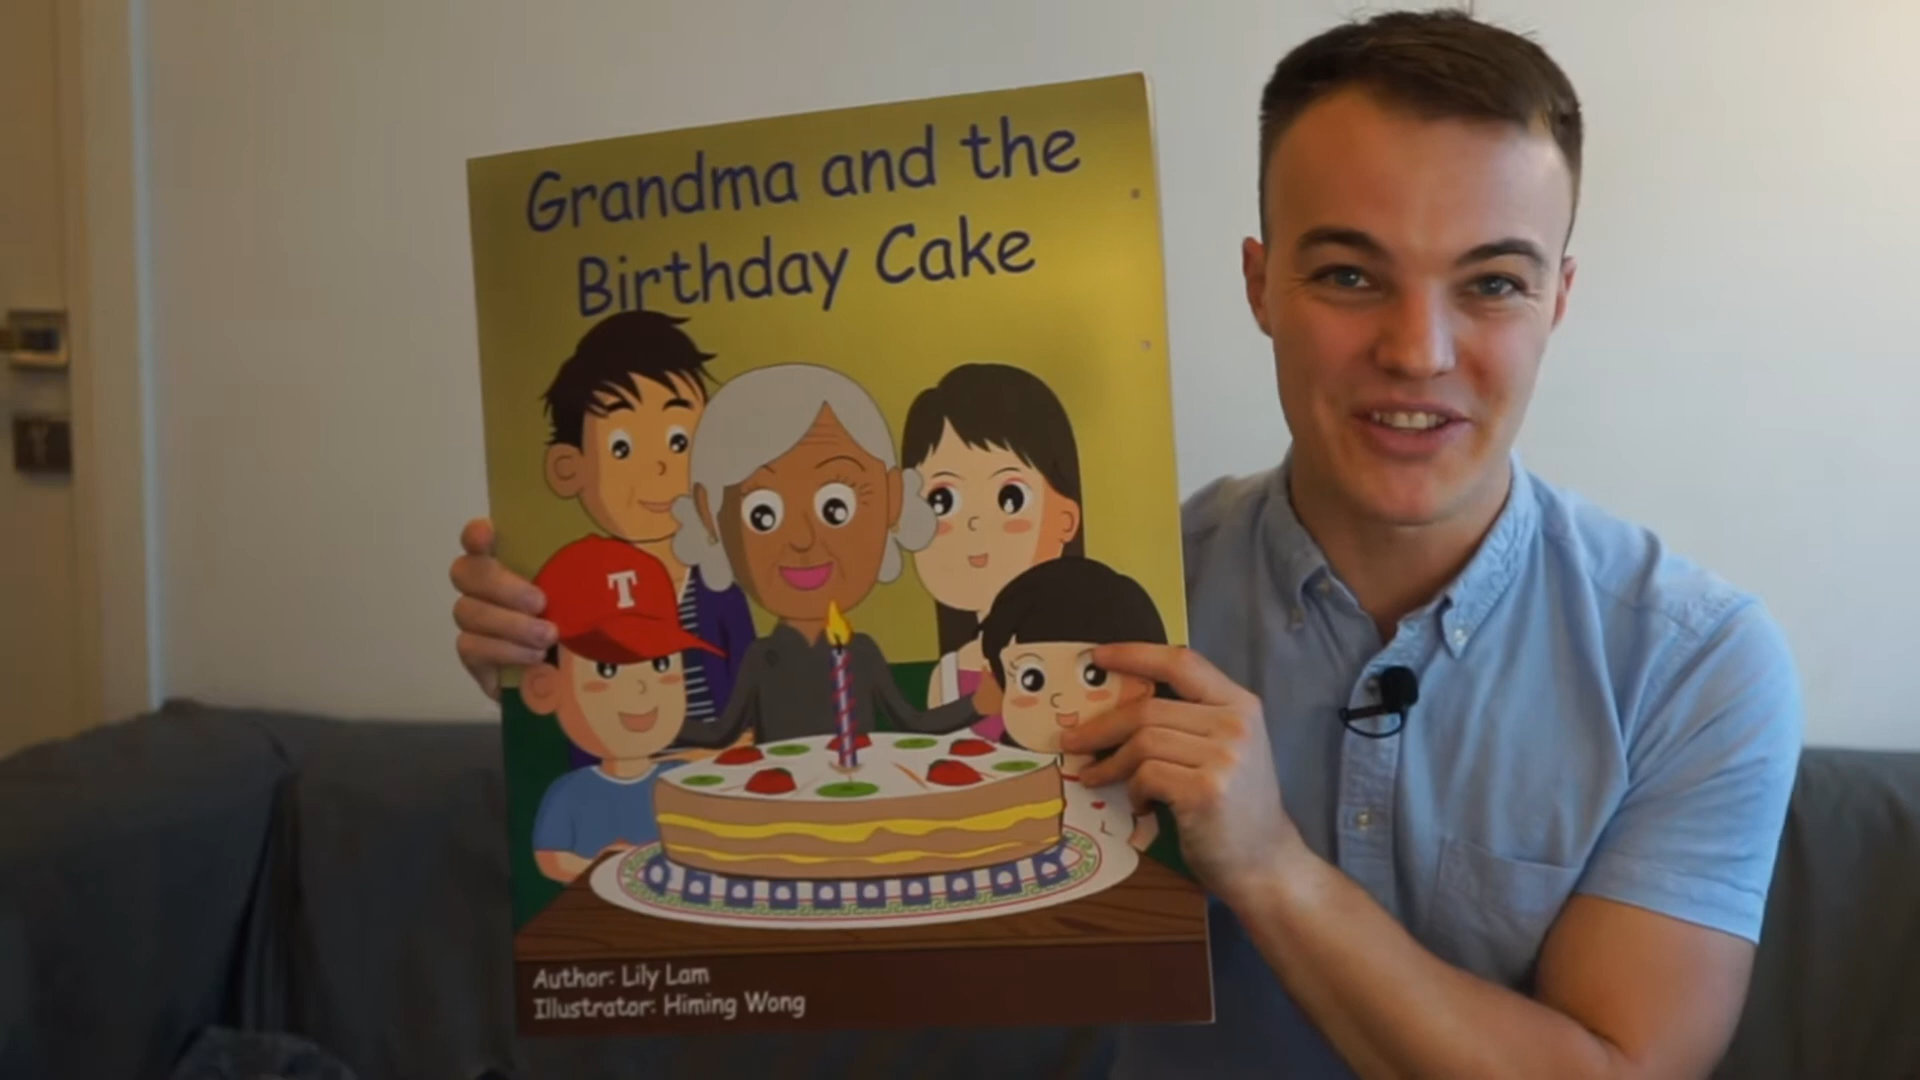 Grandma and the
Birthday Cake
T
Author: Lily Lam
Illustrator: Himing Wong